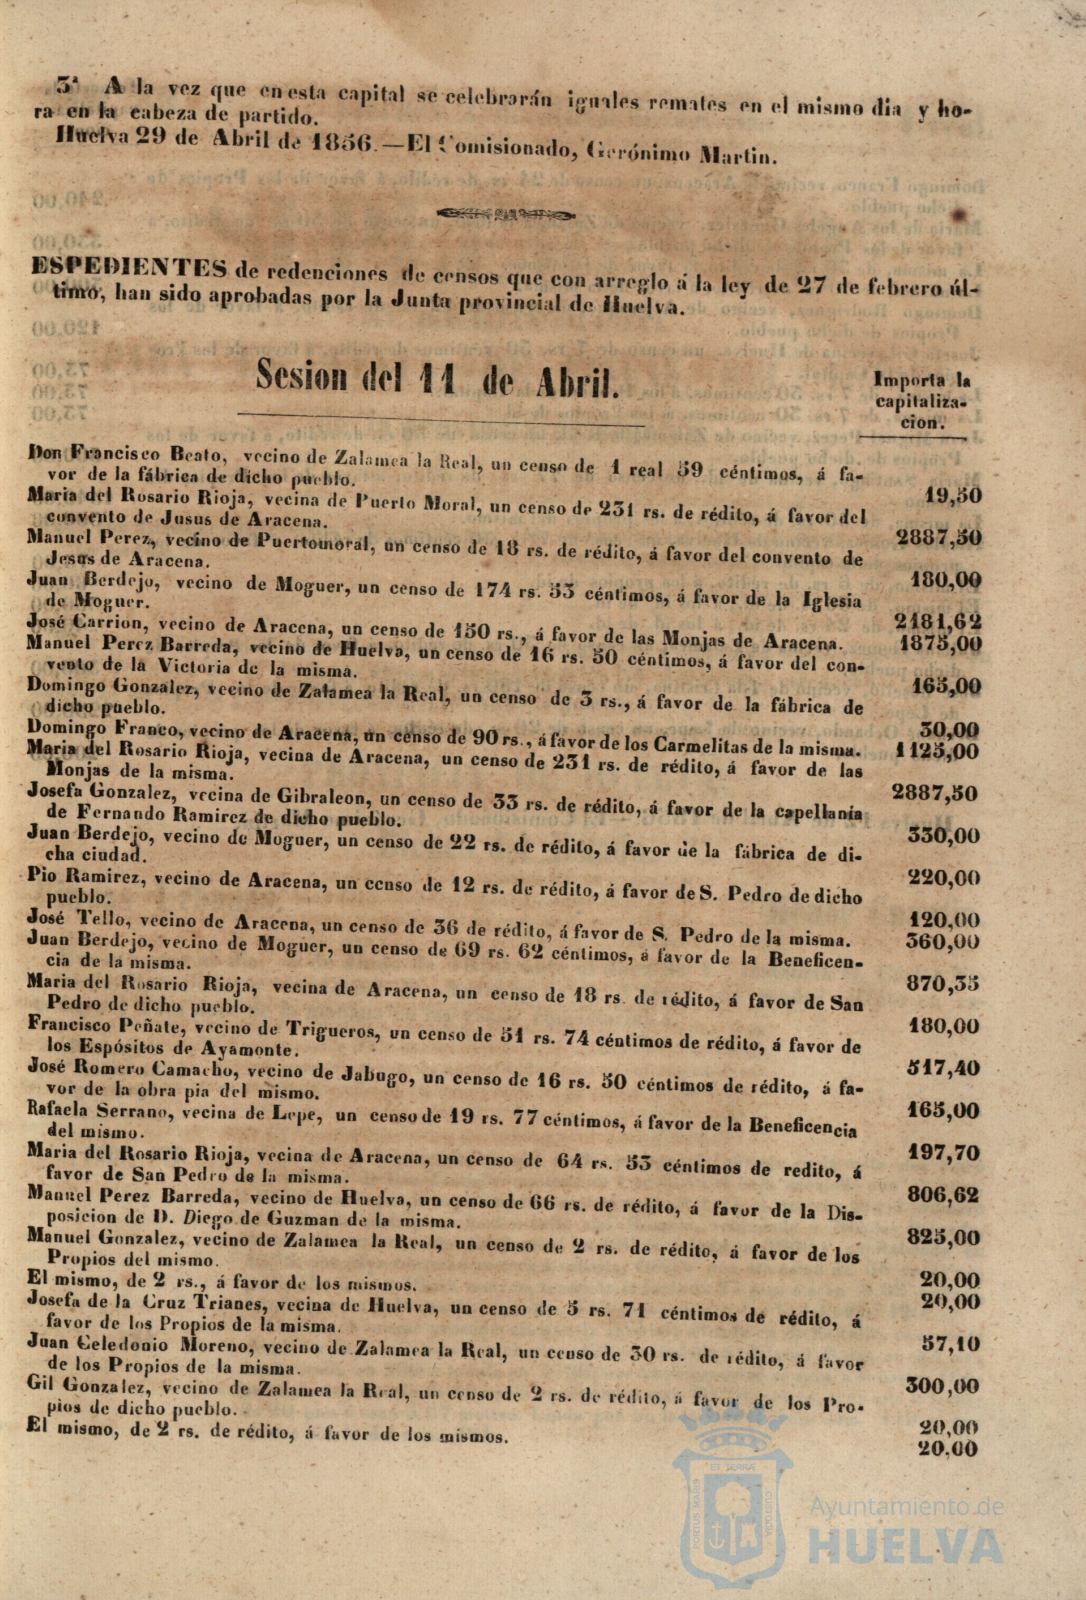 3ª A la vez que en esta capital se celebrarán iguales remates en el mismo dia y ho-
ra en la cabeza de partido.
Huelva 29 de Abril de 1856.—El Comisionado, Gerónimo Martin.
ESPEDIENTES de redenciones de censos que con arreglo á la ley de 27 de febrero úl-
timo, han sido aprobadas por la Junta provincial de Huelva.
Sesion del 11 de Abril.
Importa la
capitaliza-
cion.
Don Francisco Beato, vecino de Zalamea la Real, un censo de 1 real 59 céntimos, á fa-
vor de la fábrica de dicho pueblo. 19,50
Maria del Rosario Rioja, vecina de Puerto Moral, un censo de 231 rs. de rédito, á favor del
convento de Jusus de Aracena. 2887,50
Manuel Perez, vecino de Puertomoral, un censo de 18 rs. de rédito, á favor del convento de
Jesus de Aracena. 180,00
Juan Berdejo, vecino de Moguer, un censo de 174 rs. 53 céntimos, á favor de la Iglesia
de Moguer. 2181,62
José Carrion, vecino de Aracena, un censo de 150 rs., á favor de las Monjas de Aracena. 1875,00
Manuel Perez Barreda, vecino de Huelva, un censo de 16 rs. 50 céntimos, á favor del con-
vento de la Victoria de la misma. 165,00
Domingo Gonzalez, vecino de Zalamea la Real, un censo de 3 rs., á favor de la fábrica de
dicho pueblo. 30,00
Domingo Franco, vecino de Aracena, un censo de 90 rs., á favor de los Carmelitas de la misma. 1125,00
Maria del Rosario Rioja, vecina de Aracena, un censo de 231 rs. de rédito, á favor de las
Monjas de la misma. 2887,50
Josefa Gonzalez, vecina de Gibraleon, un censo de 33 rs. de rédito, á favor de la capellanía
de Fernando Ramirez de dicho pueblo. 330,00
Juan Berdejo, vecino de Moguer, un censo de 22 rs. de rédito, á favor de la fábrica de di-
cha ciudad. 220,00
Pio Ramirez, vecino de Aracena, un censo de 12 rs. de rédito, á favor de S. Pedro de dicho
pueblo. 120,00
José Tello, vecino de Aracena, un censo de 36 de rédito, á favor de S. Pedro de la misma. 360,00
Juan Berdejo, vecino de Moguer, un censo de 69 rs. 62 céntimos, á favor de la Beneficen-
cia de la misma. 870,35
Maria del Rosario Rioja, vecina de Aracena, un censo de 18 rs. de rédito, á favor de San
Pedro de dicho pueblo. 180,00
Francisco Peñate, vecino de Trigueros, un censo de 51 rs. 74 céntimos de rédito, á favor de
los Espósitos de Ayamonte. 517,40
José Romero Camacho, vecino de Jabugo, un censo de 16 rs. 50 céntimos de rédito, á fa-
vor de la obra pia del mismo. 165,00
Rafaela Serrano, vecina de Lepe, un censo de 19 rs. 77 céntimos, á favor de la Beneficencia
del mismo. 197,70
Maria del Rosario Rioja, vecina de Aracena, un censo de 64 rs. 53 céntimos de redito, á
favor de San Pedro de la misma. 806,62
Manuel Perez Barreda, vecino de Huelva, un censo de 66 rs. de rédito, á favor de la Dis-
posicion de D. Diego de Guzman de la misma. 825,00
Manuel Gonzalez, vecino de Zalamea la Real, un censo de 2 rs. de rédito, á favor de los
Propios del mismo. 20,00
El mismo, de 2 rs., á favor de los mismos. 20,00
Josefa de la Cruz Trianes, vecina de Huelva, un censo de 5 rs. 71 céntimos de rédito, á
favor de los Propios de la misma. 57,10
Juan Celedonio Moreno, vecino de Zalamea la Real, un censo de 30 rs. de rédito, á favor
de los Propios de la misma. 300,00
Gil Gonzalez, vecino de Zalamea la Real, un censo de 2 rs. de rédito, á favor de los Pro-
pios de dicho pueblo. 20,00
El mismo, de 2 rs. de rédito, á favor de los mismos. 20,00
Ayuntamiento de
HUELVA